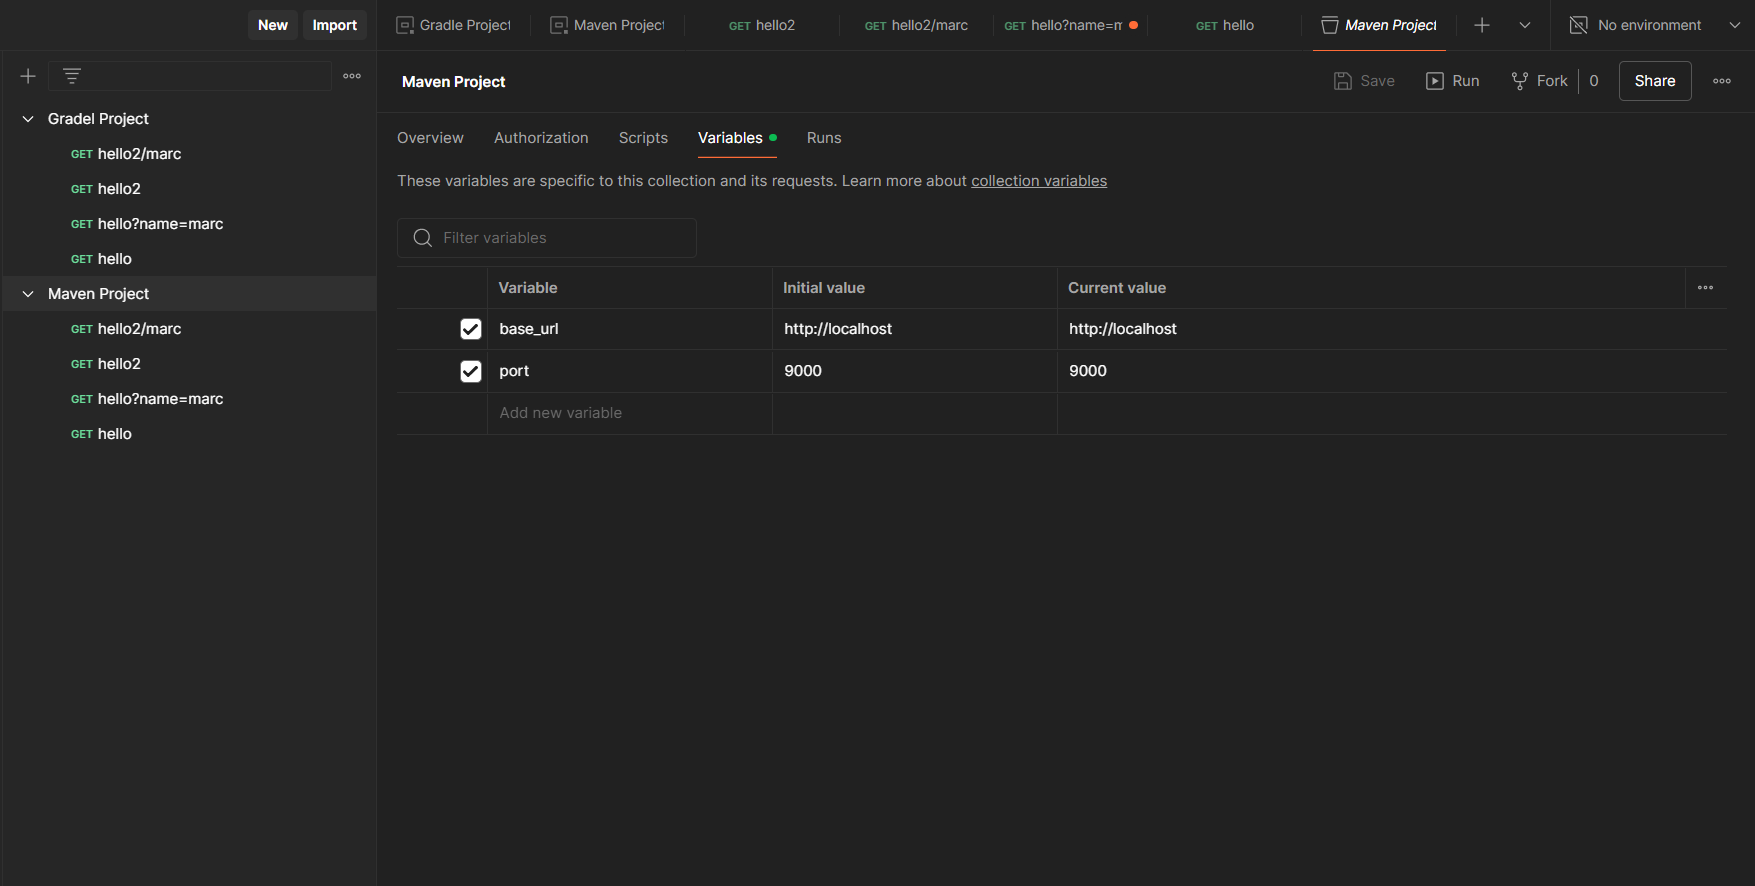 New Import Gradle Project Maven Project GET hello2 GET hello2/marc GET hello?name=m GET hello Maven Project No environment
Maven Project Save Run Fork 0 Share
Gradel Project
GET hello2/marc
GET hello2
GET hello?name=marc
GET hello
Maven Project
GET hello2/marc
GET hello2
GET hello?name=marc
GET hello
Overview Authorization Scripts Variables Runs
These variables are specific to this collection and its requests. Learn more about collection variables
Filter variables
Variable Initial value Current value
base_url http://localhost http://localhost
port 9000 9000
Add new variable